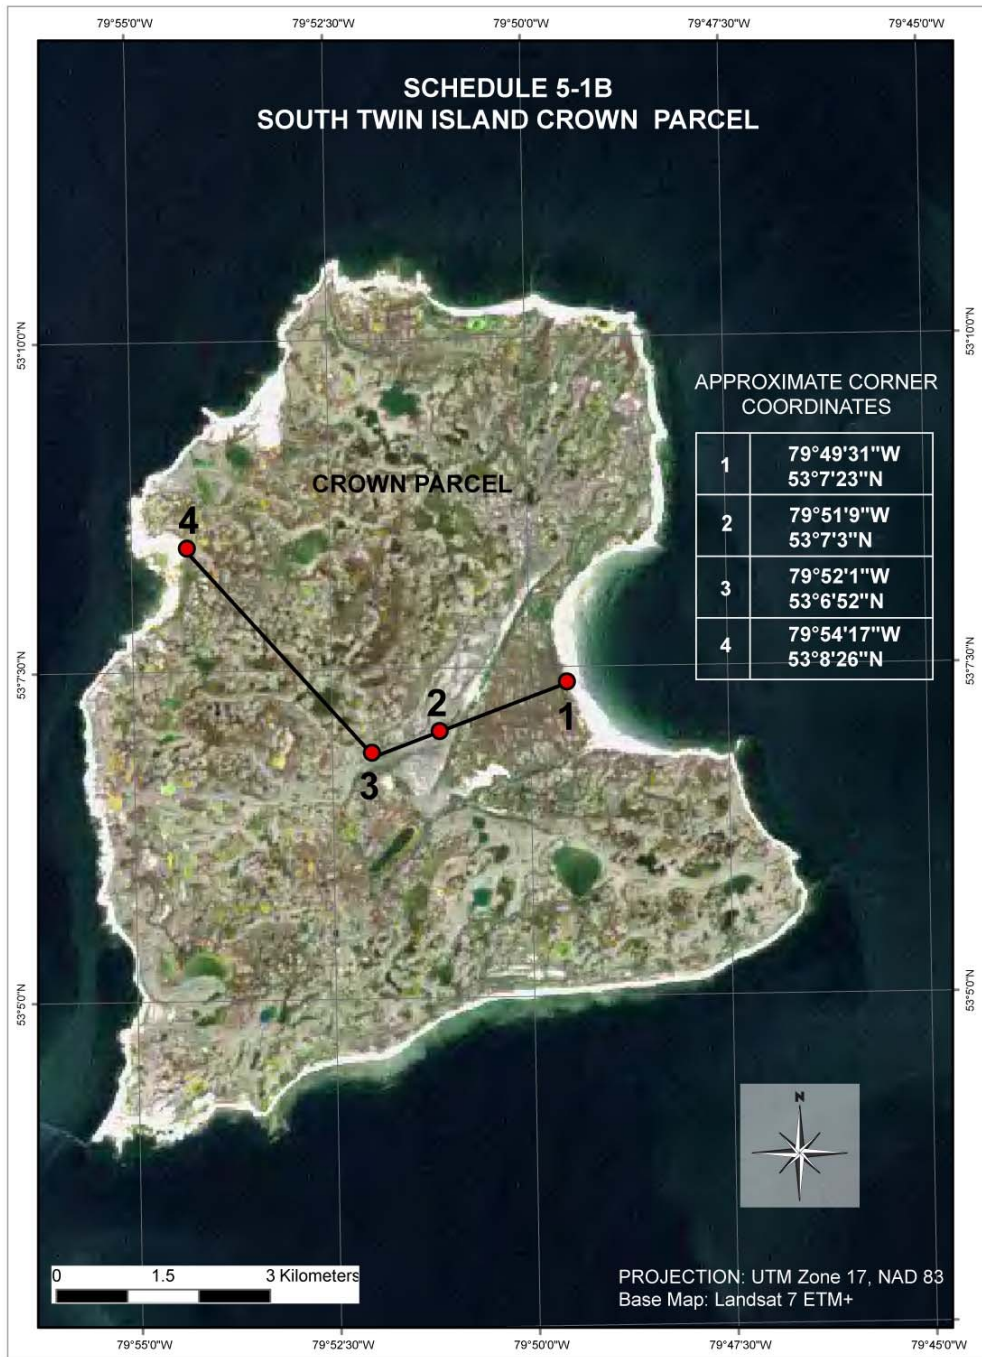 79°55'0"W 79°52'30"W 79°50'0"W 79°47'30"W 79°45'0"W
SCHEDULE 5-1B
SOUTH TWIN ISLAND CROWN PARCEL
53°10'0"N 53°10'0"N
APPROXIMATE CORNER
COORDINATES
1 79°49'31"W
53°7'23"N
2 79°51'9"W
53°7'3"N
3 79°52'1"W
53°6'52"N
4 79°54'17"W
53°8'26"N
CROWN PARCEL
4
53°7'30"N 53°7'30"N
2
1
3
53°5'0"N 53°5'0"N
N
0 1.5 3 Kilometers
PROJECTION: UTM Zone 17, NAD 83
Base Map: Landsat 7 ETM+
79°55'0"W 79°52'30"W 79°50'0"W 79°47'30"W 79°45'0"W